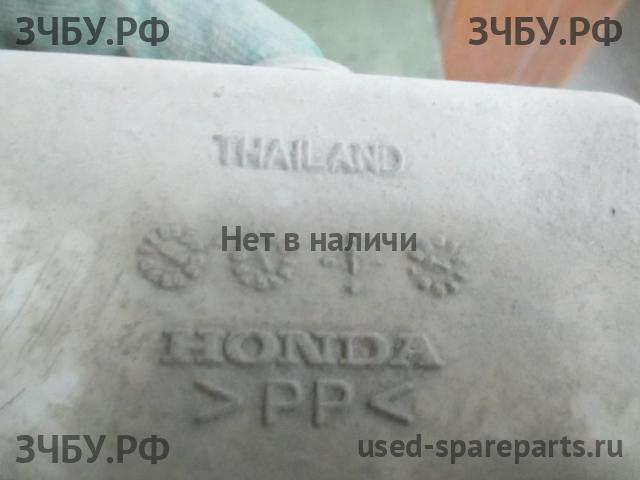 ЗЧБУ.РФ ЗЧБУ.РФ
THAILAND
Нет в наличи
HONDA
>PP<
ЗЧБУ.РФ used-spareparts.ru